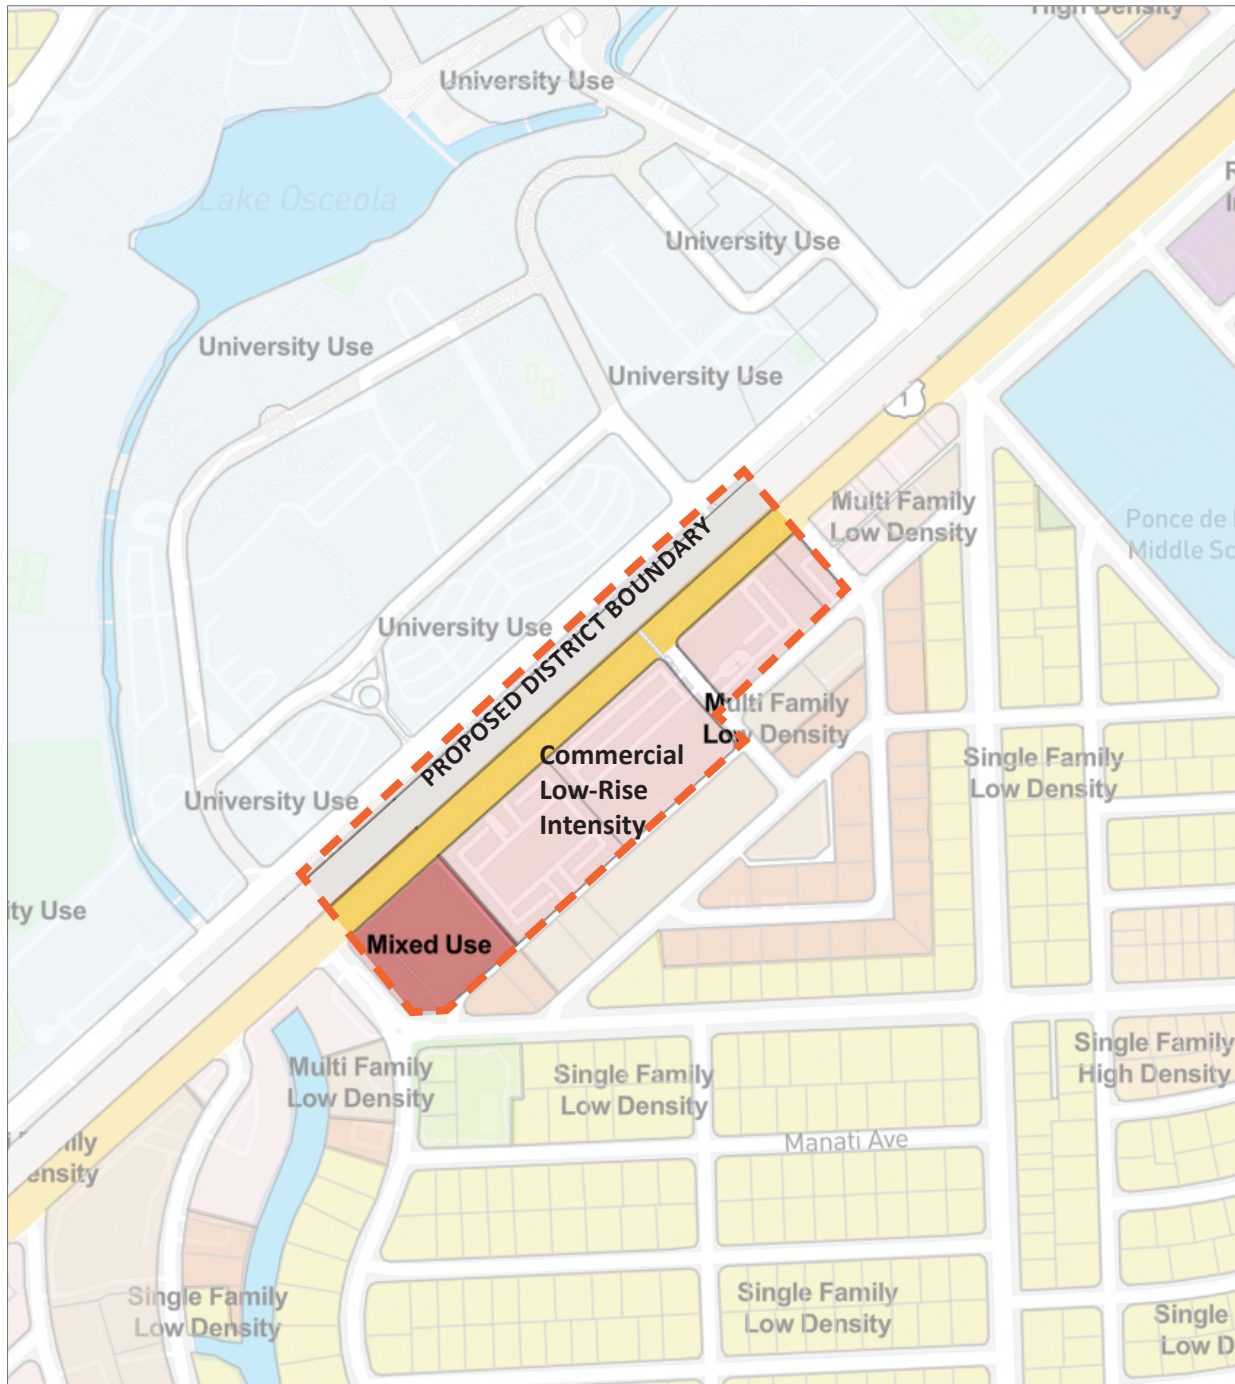 High Density
University Use
Lake Osceola
University Use
University Use
University Use
1
Multi Family
Low Density
Ponce de
Middle Sc
PROPOSED DISTRICT BOUNDARY
University Use
Multi Family
Low Density
Commercial
Low-Rise
Intensity
Single Family
Low Density
University Use
ity Use
Mixed Use
Multi Family
Low Density
Single Family
Low Density
Single Family
High Density
Manati Ave
ily
ensity
Single Family
Low Density
Single Family
Low Density
Single
Low D